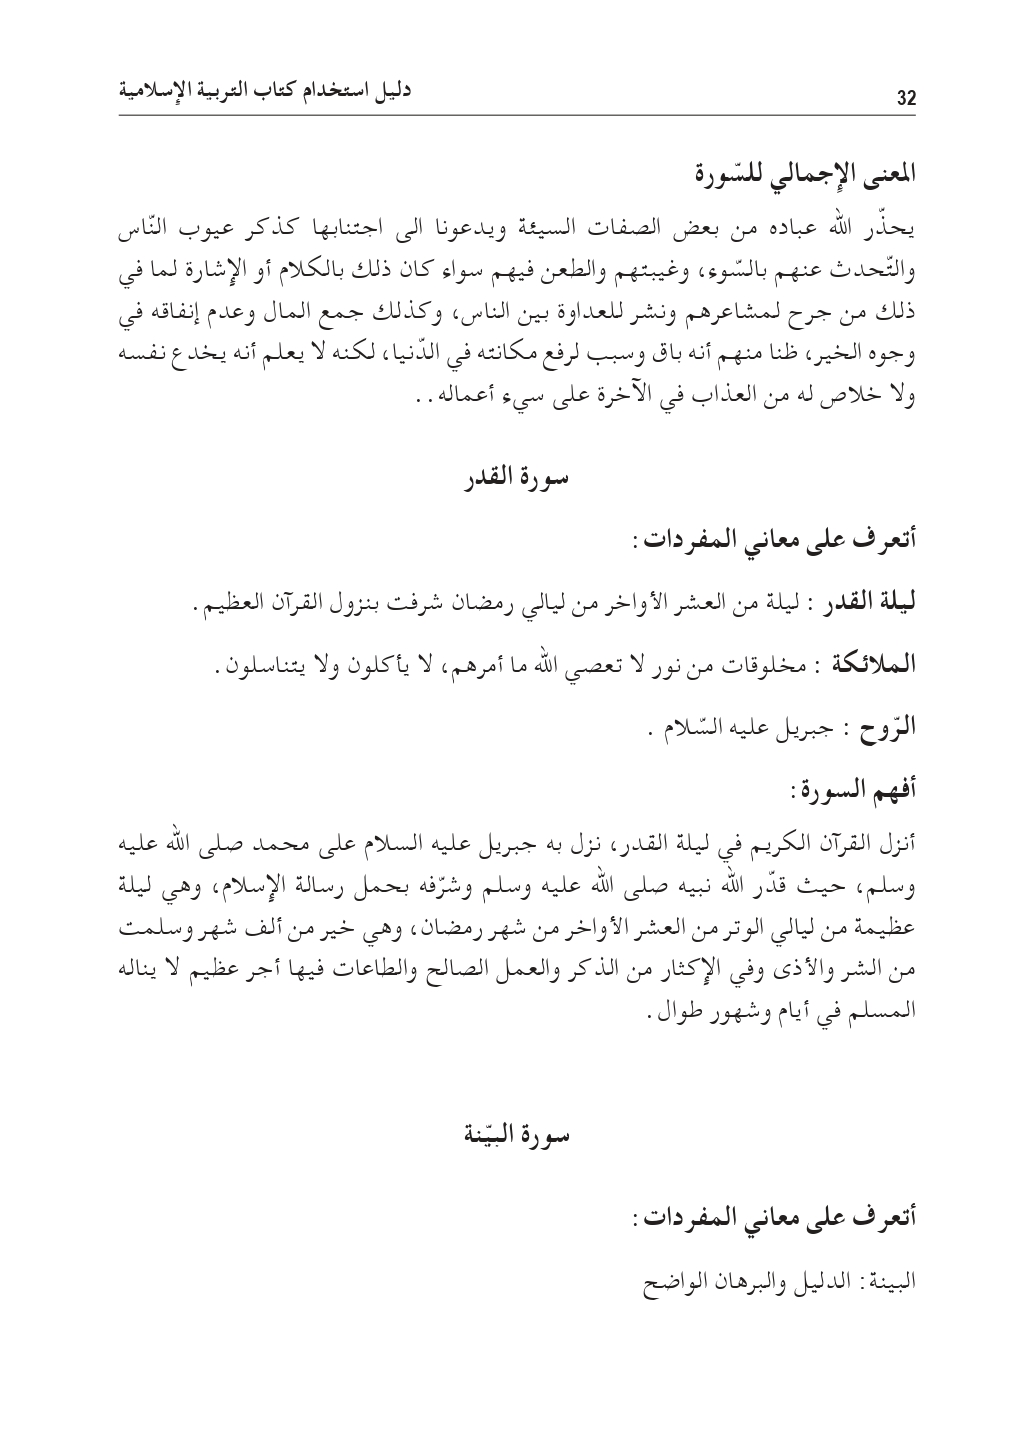 32
دليل استخدام كتاب التربية الإسلامية
المعنى الإجمالي للسّورة
يحذّر الله عباده من بعض الصفات السيئة ويدعونا الى اجتنابها كذكر عيوب النّاس
والتّحدث عنهم بالسّوء، وغيبتهم والطعن فيهم سواء كان ذلك بالكلام أو الإشارة لما في
ذلك من جرح لمشاعرهم ونشر للعداوة بين الناس، وكذلك جمع المال وعدم إنفاقه في
وجوه الخير، ظنا منهم أنه باق وسبب لرفع مكانته في الدّنيا، لكنه لا يعلم أنه يخدع نفسه
ولا خلاص له من العذاب في الآخرة على سيء أعماله..
سورة القدر
أتعرف على معاني المفردات:
ليلة القدر : ليلة من العشر الأواخر من ليالي رمضان شرفت بنزول القرآن العظيم.
الملائكة : مخلوقات من نور لا تعصي الله ما أمرهم، لا يأكلون ولا يتناسلون.
الرّوح : جبريل عليه السّلام .
أفهم السورة:
أنزل القرآن الكريم في ليلة القدر، نزل به جبريل عليه السلام على محمد صلى الله عليه
وسلم، حيث قدّر الله نبيه صلى الله عليه وسلم وشرّفه بحمل رسالة الإسلام، وهي ليلة
عظيمة من ليالي الوتر من العشر الأواخر من شهر رمضان، وهي خير من ألف شهر وسلمت
من الشر والأذى وفي الإكثار من الذكر والعمل الصالح والطاعات فيها أجر عظيم لا يناله
المسلم في أيام وشهور طوال.
سورة البيّنة
أتعرف على معاني المفردات:
البينة: الدليل والبرهان الواضح